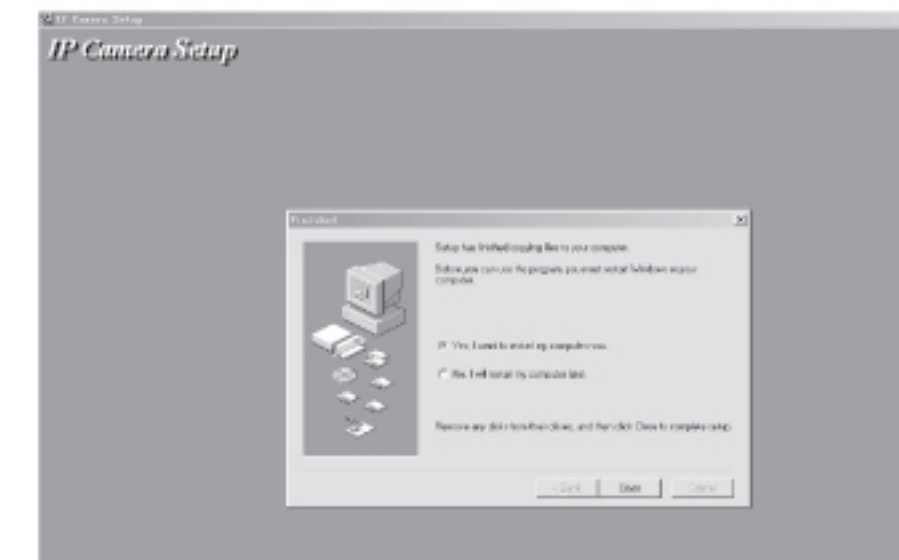 IP Camera Setup
IP Camera Setup
Finished
Setup has finished copying files to your computer.
Before you can use the program, you must restart Windows or your
computer.
Yes, I want to restart my computer now.
No, I will restart my computer later.
Remove any disks from their drives, and then click Close to complete setup.
< Back
Close
Cancel